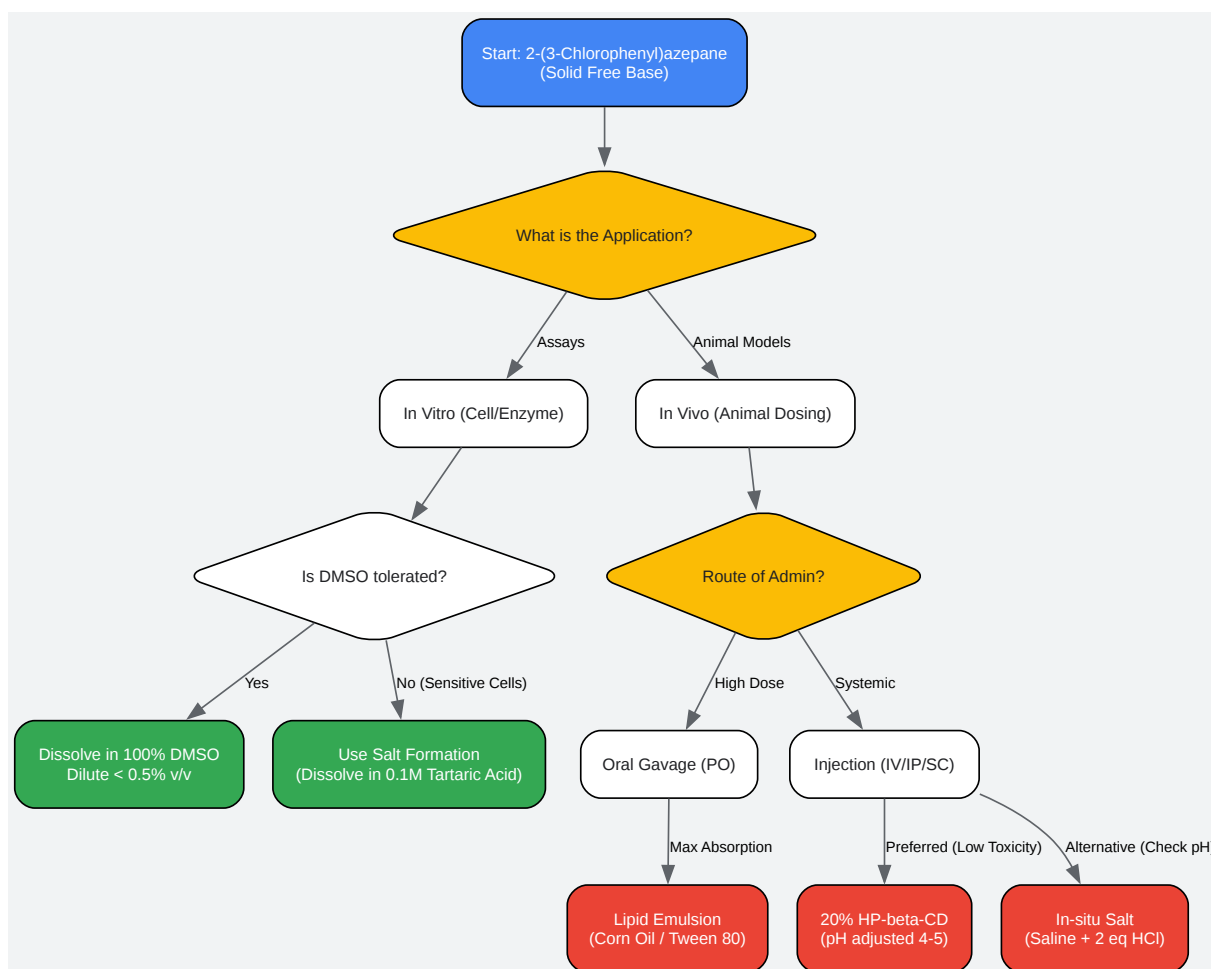 Start: 2-(3-Chlorophenyl)azepane
(Solid Free Base)
What is the Application?
Assays
Animal Models
In Vitro (Cell/Enzyme)
In Vivo (Animal Dosing)
Is DMSO tolerated?
Route of Admin?
Yes
No (Sensitive Cells)
High Dose
Systemic
Dissolve in 100% DMSO
Dilute < 0.5% v/v
Use Salt Formation
(Dissolve in 0.1M Tartaric Acid)
Oral Gavage (PO)
Injection (IV/IP/SC)
Max Absorption
Preferred (Low Toxicity)
Alternative (Check pH
Lipid Emulsion
(Corn Oil / Tween 80)
20% HP-beta-CD
(pH adjusted 4-5)
In-situ Salt
(Saline + 2 eq HCl)